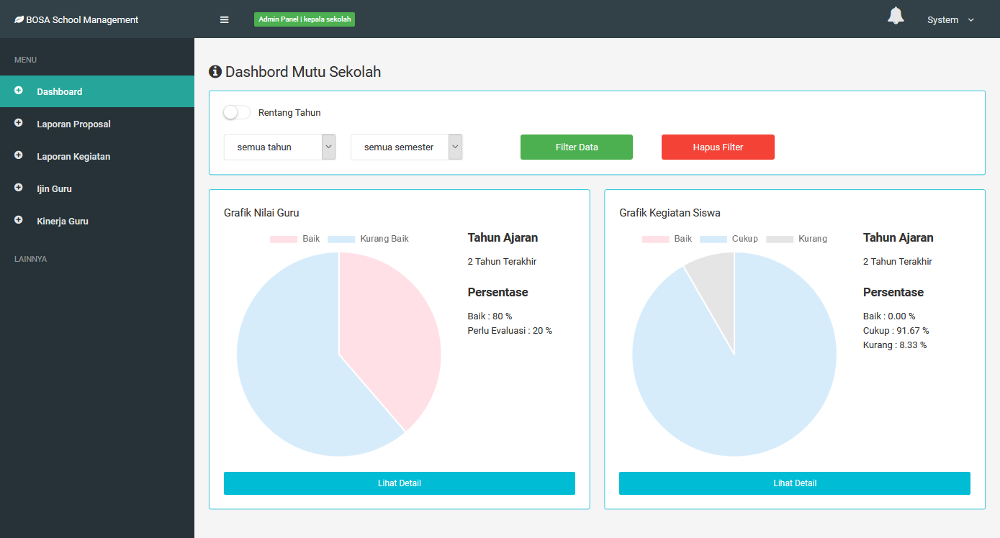 BOSA School Management
Admin Panel | kepala sekolah
System
MENU
Dashboard
Laporan Proposal
Laporan Kegiatan
Ijin Guru
Kinerja Guru
LAINNYA
Dashbord Mutu Sekolah
Rentang Tahun
semua tahun
semua semester
Filter Data
Hapus Filter
Grafik Nilai Guru
Baik
Kurang Baik
Tahun Ajaran
2 Tahun Terakhir
Persentase
Baik : 80 %
Perlu Evaluasi : 20 %
Lihat Detail
Grafik Kegiatan Siswa
Baik
Cukup
Kurang
Tahun Ajaran
2 Tahun Terakhir
Persentase
Baik : 0.00 %
Cukup : 91.67 %
Kurang : 8.33 %
Lihat Detail